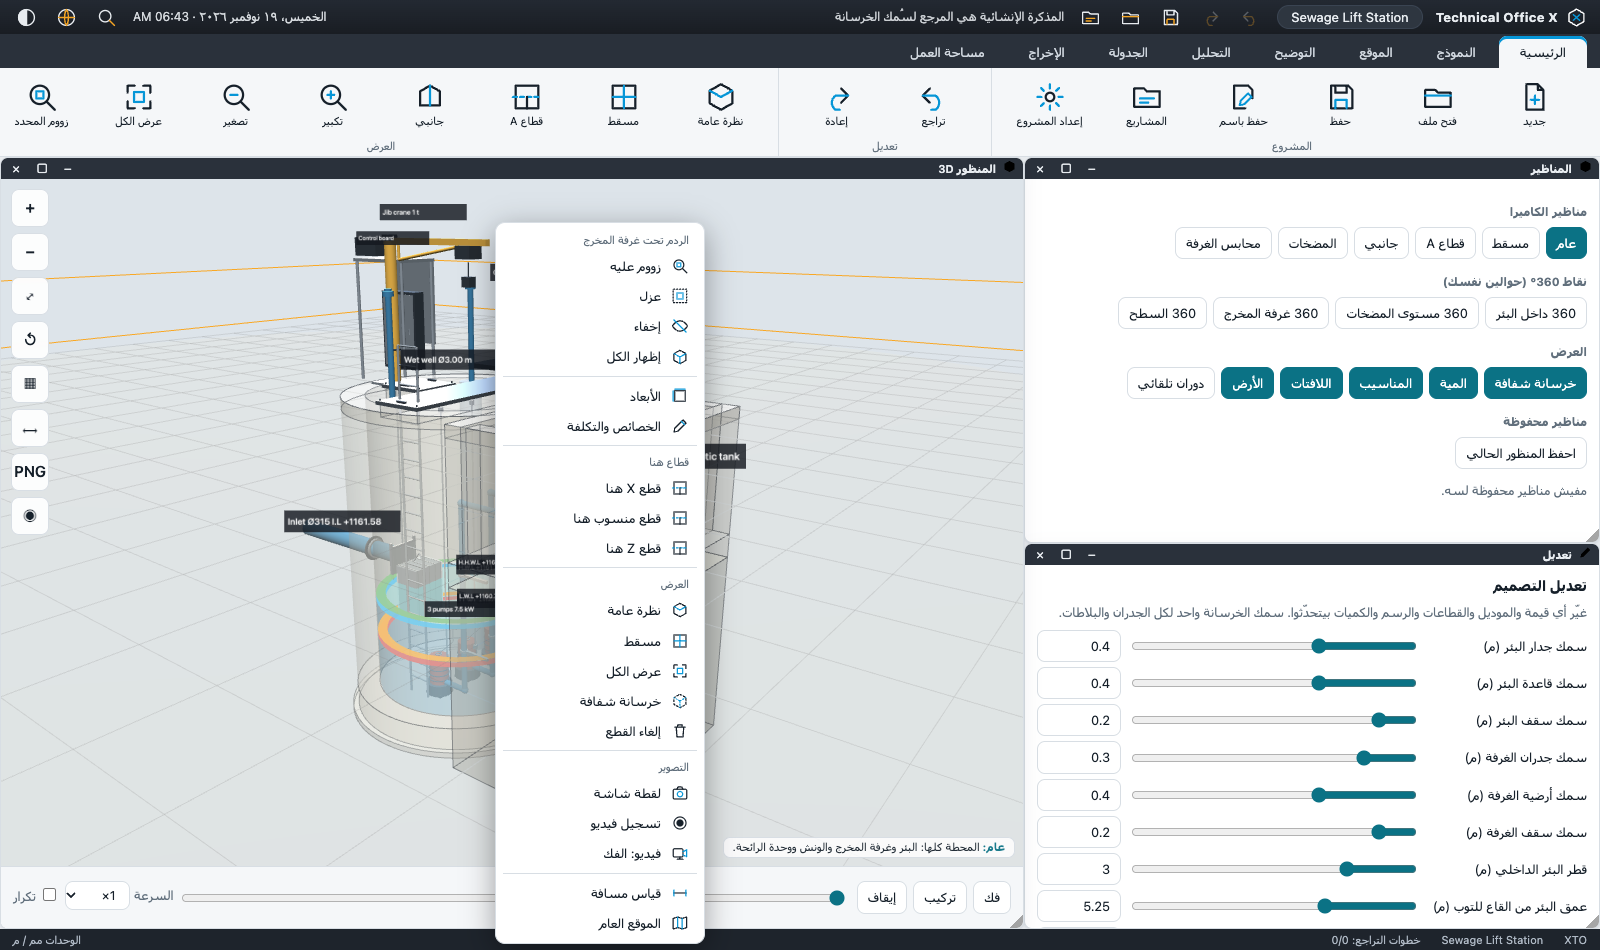 Technical Office X
Sewage Lift Station
المذكرة الإنشائية هي المرجع لسُمك الخرسانة
الخميس، ١٩ نوفمبر ٢٠٢٦ · 06:43 AM
الرئيسية
النموذج
الموقع
التوضيح
التحليل
الجدولة
الإخراج
مساحة العمل
جديد
فتح ملف
حفظ
حفظ باسم
المشاريع
إعداد المشروع
المشروع
تراجع
إعادة
تعديل
نظرة عامة
مسقط
قطاع A
جانبي
تكبير
تصغير
عرض الكل
زووم المحدد
العرض
المناظير
مناظير الكاميرا
عام
مسقط
قطاع A
جانبي
المضخات
محابس الغرفة
نقاط 360° (حوالين نفسك)
360 داخل البئر
360 مستوى المضخات
360 غرفة المخرج
360 السطح
العرض
خرسانة شفافة
المية
المناسيب
اللافتات
الأرض
دوران تلقائي
مناظير محفوظة
احفظ المنظور الحالي
مفيش مناظير محفوظة لسه.
تعديل
تعديل التصميم
غيّر أي قيمة والموديل والقطاعات والرسم والكميات بيتحدّثوا. سمك الخرسانة واحد لكل الجدران والبلاطات.
سمك جدار البئر (م) 0.4
سمك قاعدة البئر (م) 0.4
سمك سقف البئر (م) 0.2
سمك جدران الغرفة (م) 0.3
سمك أرضية الغرفة (م) 0.4
سمك سقف الغرفة (م) 0.2
قطر البئر الداخلي (م) 3
عمق البئر من القاع للتوب (م) 5.25
المنظور 3D
PNG
Jib crane 1 t
Control board
Wet well Ø3.00 m
tic tank
Inlet Ø315 I.L +1161.58
H.H.W.L +116
L.W.L +1160.
3 pumps 7.5 kW
الردم تحت غرفة المخرج
زووم عليه
عزل
إخفاء
إظهار الكل
الأبعاد
الخصائص والتكلفة
قطاع هنا
قطع X هنا
قطع منسوب هنا
قطع Z هنا
العرض
نظرة عامة
مسقط
عرض الكل
خرسانة شفافة
إلغاء القطع
التصوير
لقطة شاشة
تسجيل فيديو
فيديو: الفك
قياس مسافة
الموقع العام
عام: المحطة كلها: البئر وغرفة المخرج والونش ووحدة الرائحة.
فك
تركيب
إيقاف
السرعة
×1
تكرار
XTO
Sewage Lift Station
خطوات التراجع: 0/0
الوحدات مم / م